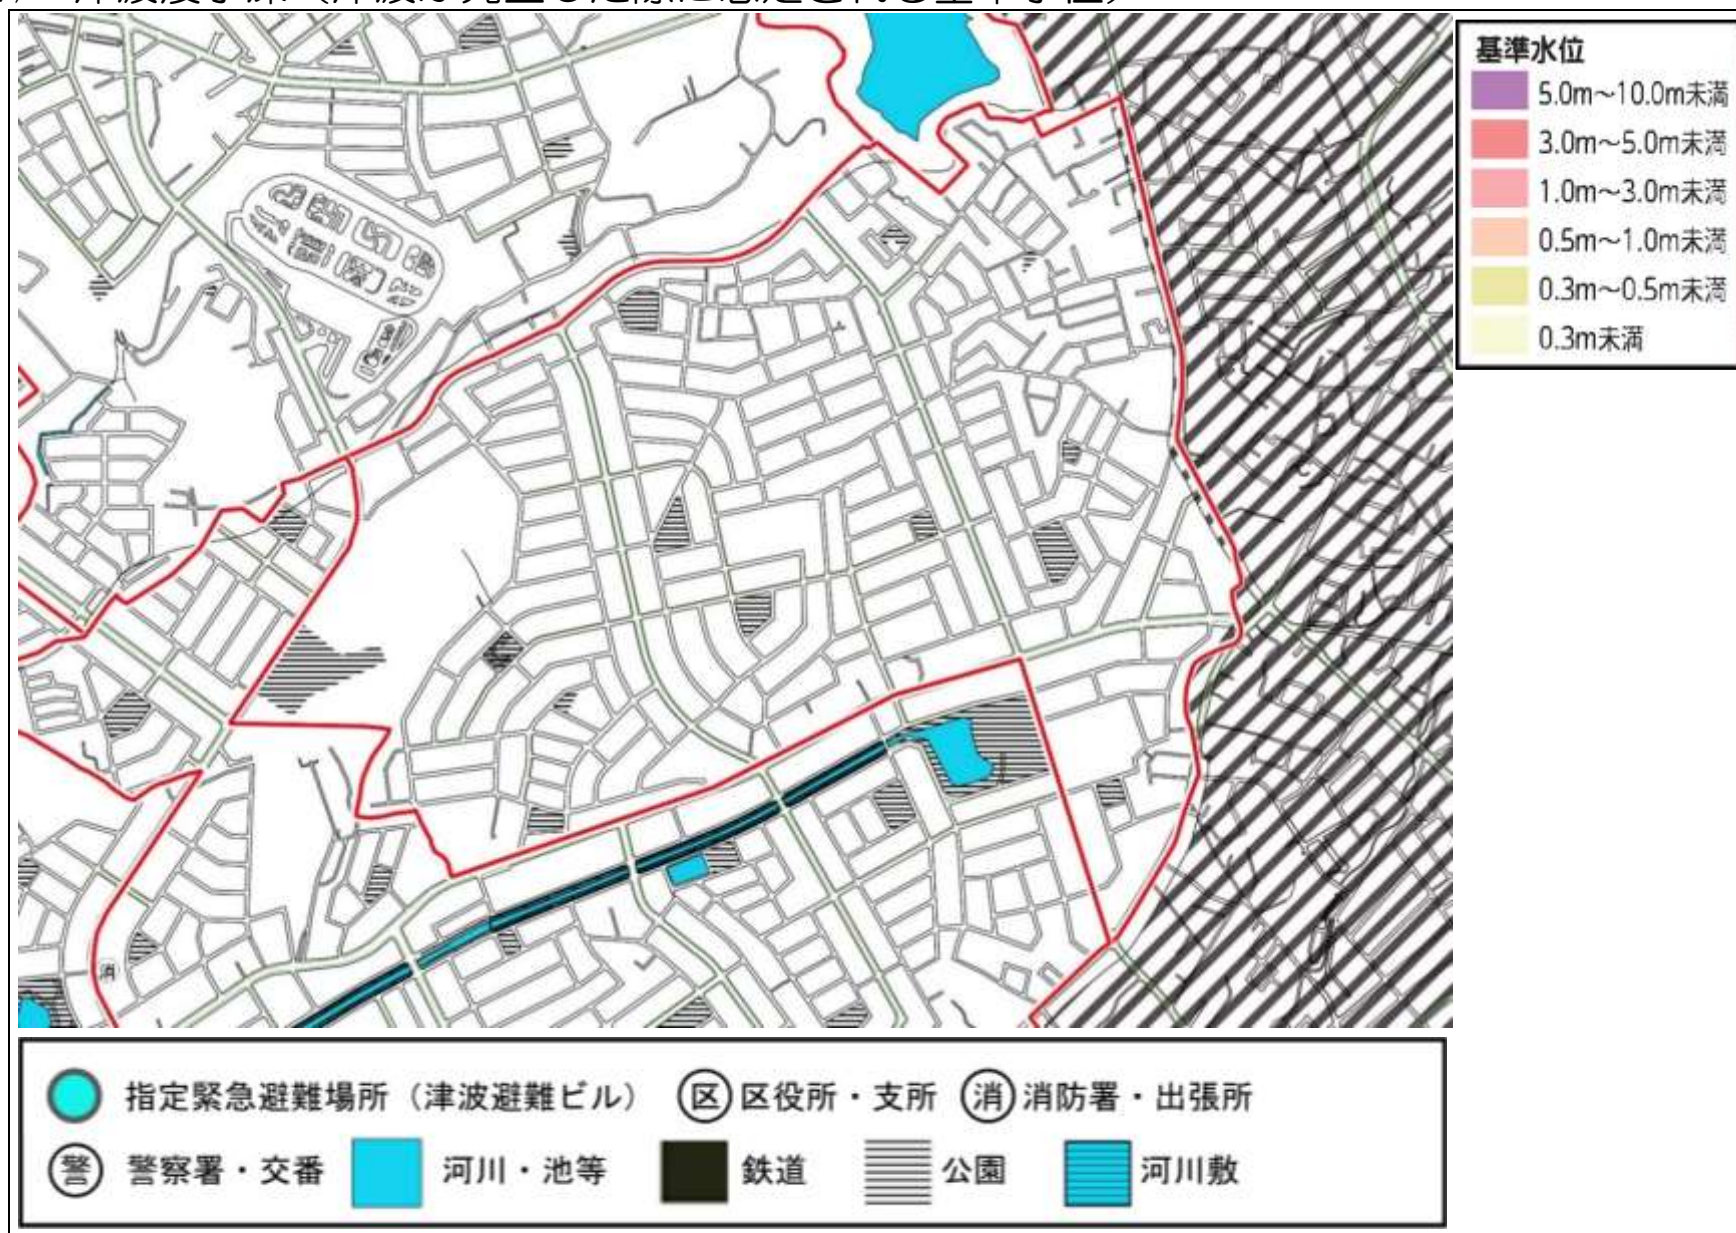 基準水位
5.0m～10.0m未満
3.0m～5.0m未満
1.0m～3.0m未満
0.5m～1.0m未満
0.3m～0.5m未満
0.3m未満
消
指定緊急避難場所（津波避難ビル） 区 区役所・支所 消 消防署・出張所
警 警察署・交番 河川・池等 鉄道 公園 河川敷